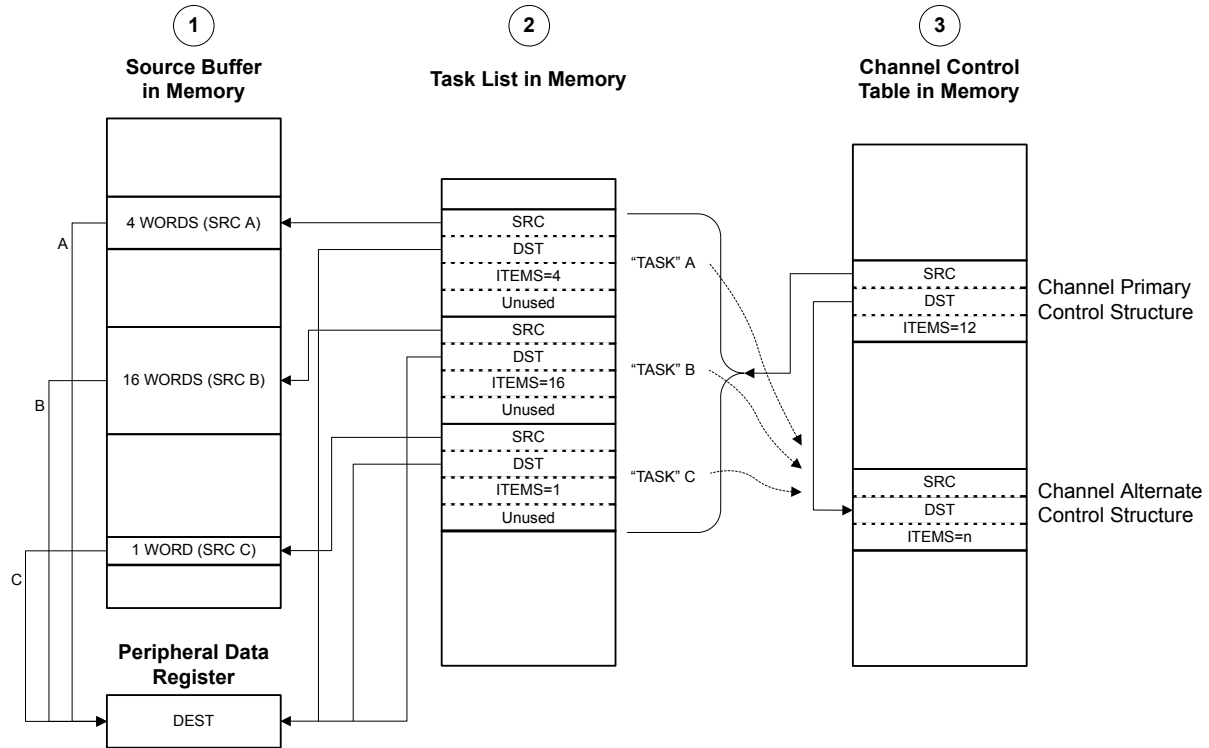 1
Source Buffer
in Memory
4 WORDS (SRC A)
16 WORDS (SRC B)
1 WORD (SRC C)
A
B
C
Peripheral Data
Register
DEST
2
Task List in Memory
SRC
DST
ITEMS=4
Unused
SRC
DST
ITEMS=16
Unused
SRC
DST
ITEMS=1
Unused
“TASK” A
“TASK” B
“TASK” C
3
Channel Control
Table in Memory
SRC
DST
ITEMS=12
Channel Primary
Control Structure
SRC
DST
ITEMS=n
Channel Alternate
Control Structure